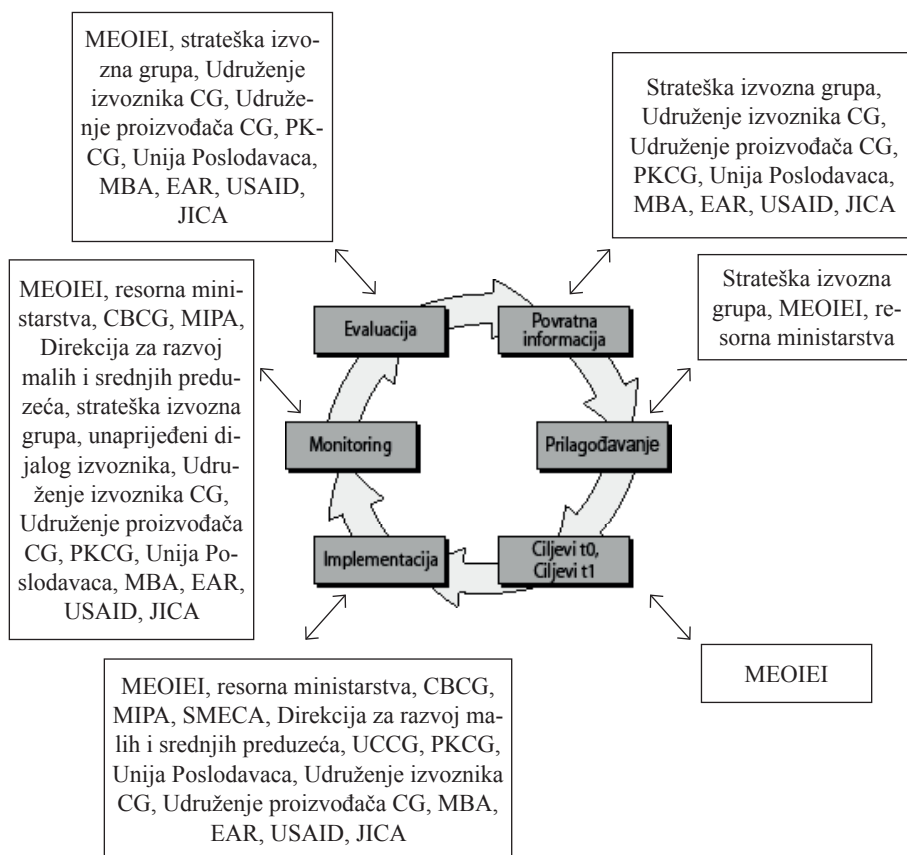 MEOIEI, strateška izvo-
zna grupa, Udruženje
izvoznika CG, Udruže-
nje proizvođača CG, PK-
CG, Unija Poslodavaca,
MBA, EAR, USAID,
JICA
Strateška izvozna grupa,
Udruženje izvoznika CG,
Udruženje proizvođača CG,
PKCG, Unija Poslodavaca,
MBA, EAR, USAID, JICA
MEOIEI, resorna mini-
starstva, CBCG, MIPA,
Direkcija za razvoj
malih i srednjih predu-
zeća, strateška izvozna
grupa, unaprijeđeni di-
jalog izvoznika, Udru-
ženje izvoznika CG,
Udruženje proizvođača
CG, PKCG, Unija Po-
slodavaca, MBA, EAR,
USAID, JICA
Strateška izvozna
grupa, MEOIEI, re-
sorna ministarstva
Evaluacija
Povratna
informacija
Monitoring
Prilagođavanje
Implementacija
Ciljevi t0,
Ciljevi t1
MEOIEI
MEOIEI, resorna ministarstva, CBCG,
MIPA, SMECA, Direkcija za razvoj ma-
lih i srednjih preduzeća, UCCG, PKCG,
Unija Poslodavaca, Udruženje izvoznika
CG, Udruženje proizvođača CG, MBA,
EAR, USAID, JICA